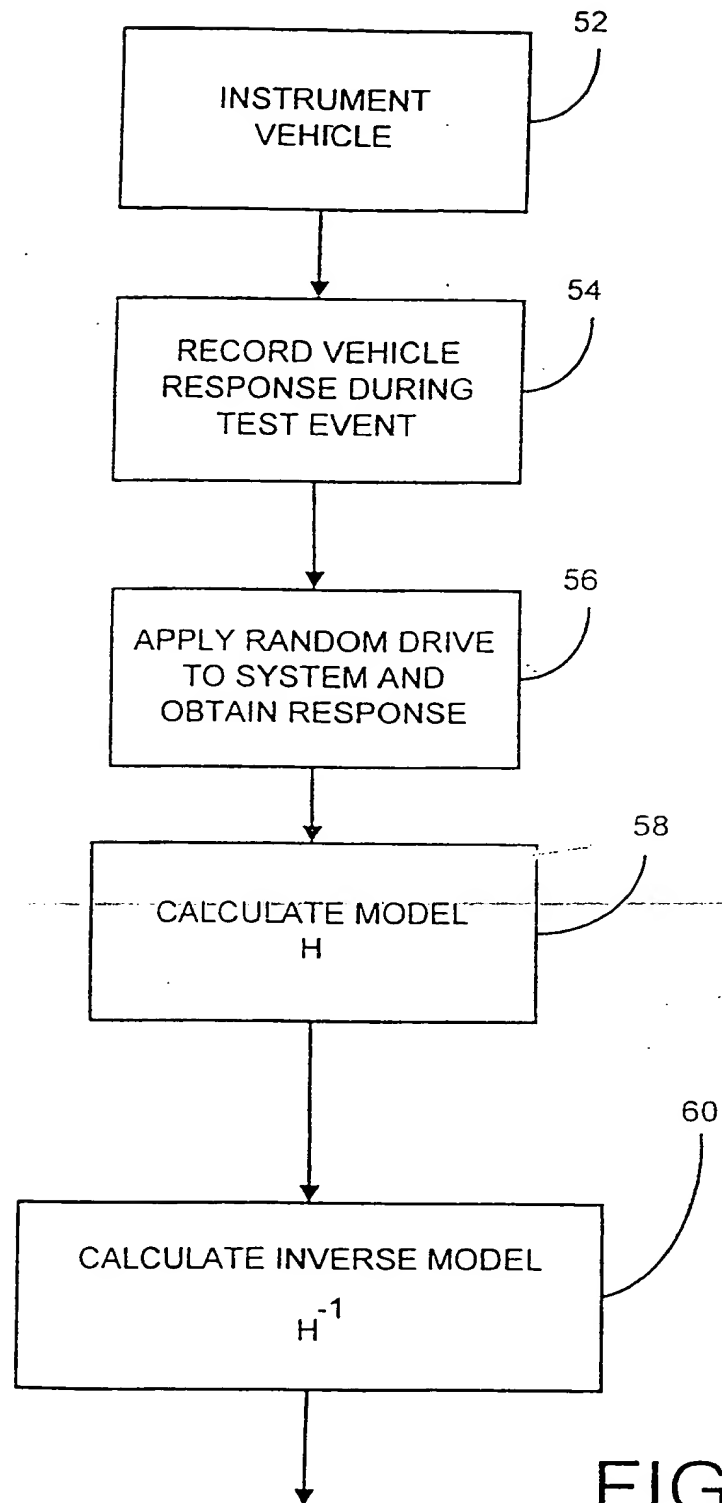 52
INSTRUMENT
VEHICLE
54
RECORD VEHICLE
RESPONSE DURING
TEST EVENT
56
APPLY RANDOM DRIVE
TO SYSTEM AND
OBTAIN RESPONSE
58
CALCULATE MODEL
H
60
CALCULATE INVERSE MODEL
H⁻¹
FIG